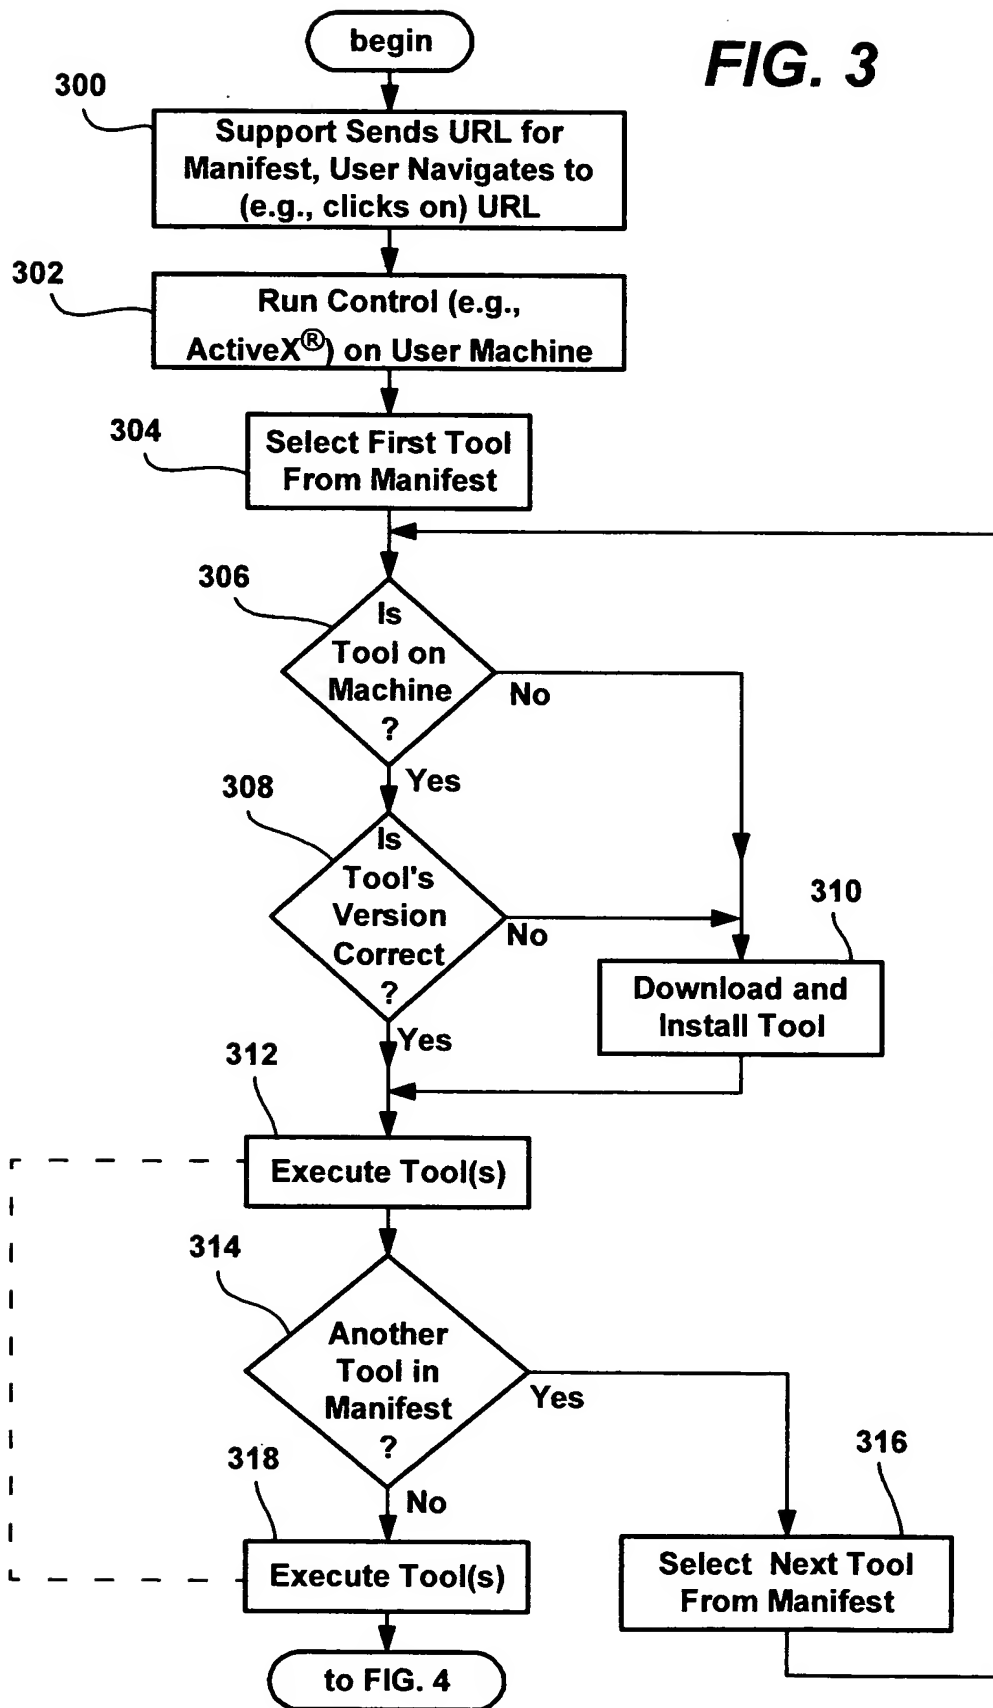 begin
FIG. 3
300
Support Sends URL for
Manifest, User Navigates to
(e.g., clicks on) URL
302
Run Control (e.g.,
ActiveX®) on User Machine
304
Select First Tool
From Manifest
306
Is
Tool on
Machine
?
No
Yes
308
Is
Tool's
Version
Correct
?
No
Yes
310
Download and
Install Tool
312
Execute Tool(s)
314
Another
Tool in
Manifest
?
Yes
No
316
Select Next Tool
From Manifest
318
Execute Tool(s)
to FIG. 4